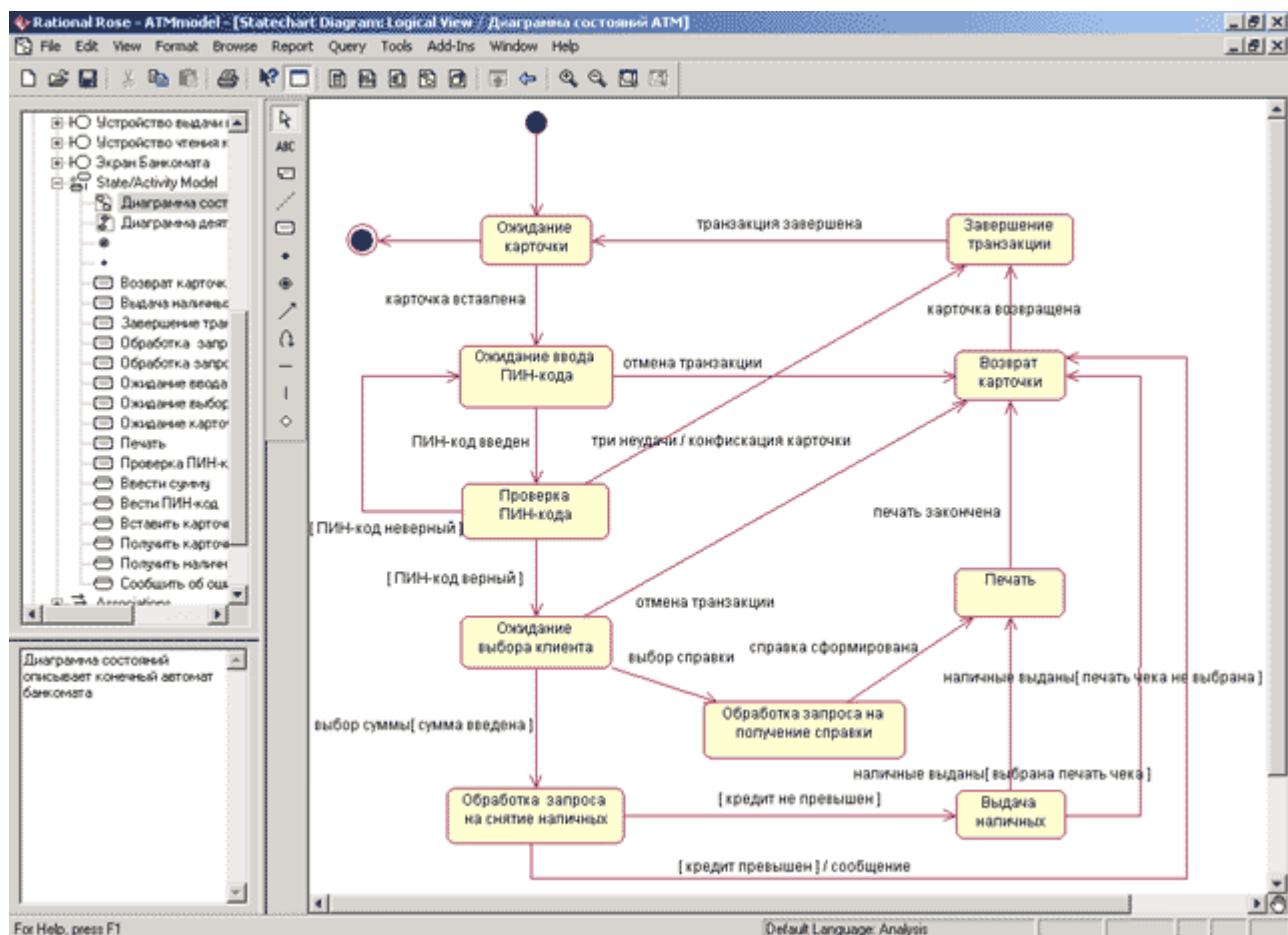 Rational Rose - ATMmodel - [Statechart Diagram: Logical View / Диаграмма состояний ATM]
File Edit View Format Browse Report Query Tools Add-Ins Window Help
Устройство выдачи
Устройство чтения к
Экран Банкомата
State/Activity Model
Диаграмма сост
Диаграмма деят
Возврат карточк
Выдача наличнь
Завершение тран
Обработка запр
Обработка запро
Ожидание ввода
Ожидание выбор
Ожидание карто
Печать
Проверка ПИН-к
Ввести сумму
Вести ПИН-код
Вставить карточ
Получить карточ
Получить наличн
Сообщить об ош
Associations
Диаграмма состояний
описывает конечный автомат
банкомата
ABC
Ожидание
карточки
транзакция завершена
Завершение
транзакции
карточка вставлена
карточка возвращена
Ожидание ввода
ПИН-кода
отмена транзакции
Возврат
карточки
ПИН-код введен
три неудачи / конфискация карточки
Проверка
ПИН-кода
[ ПИН-код неверный ]
печать закончена
[ ПИН-код верный ]
Печать
отмена транзакции
Ожидание
выбора клиента
выбор справки
справка сформирована
наличные выданы[ печать чека не выбрана ]
Обработка запроса на
получение справки
выбор суммы[ сумма введена ]
наличные выданы[ выбрана печать чека ]
Обработка запроса
на снятие наличных
[ кредит не превышен ]
Выдача
наличных
[ кредит превышен ] / сообщение
For Help, press F1
Default Language: Analysis